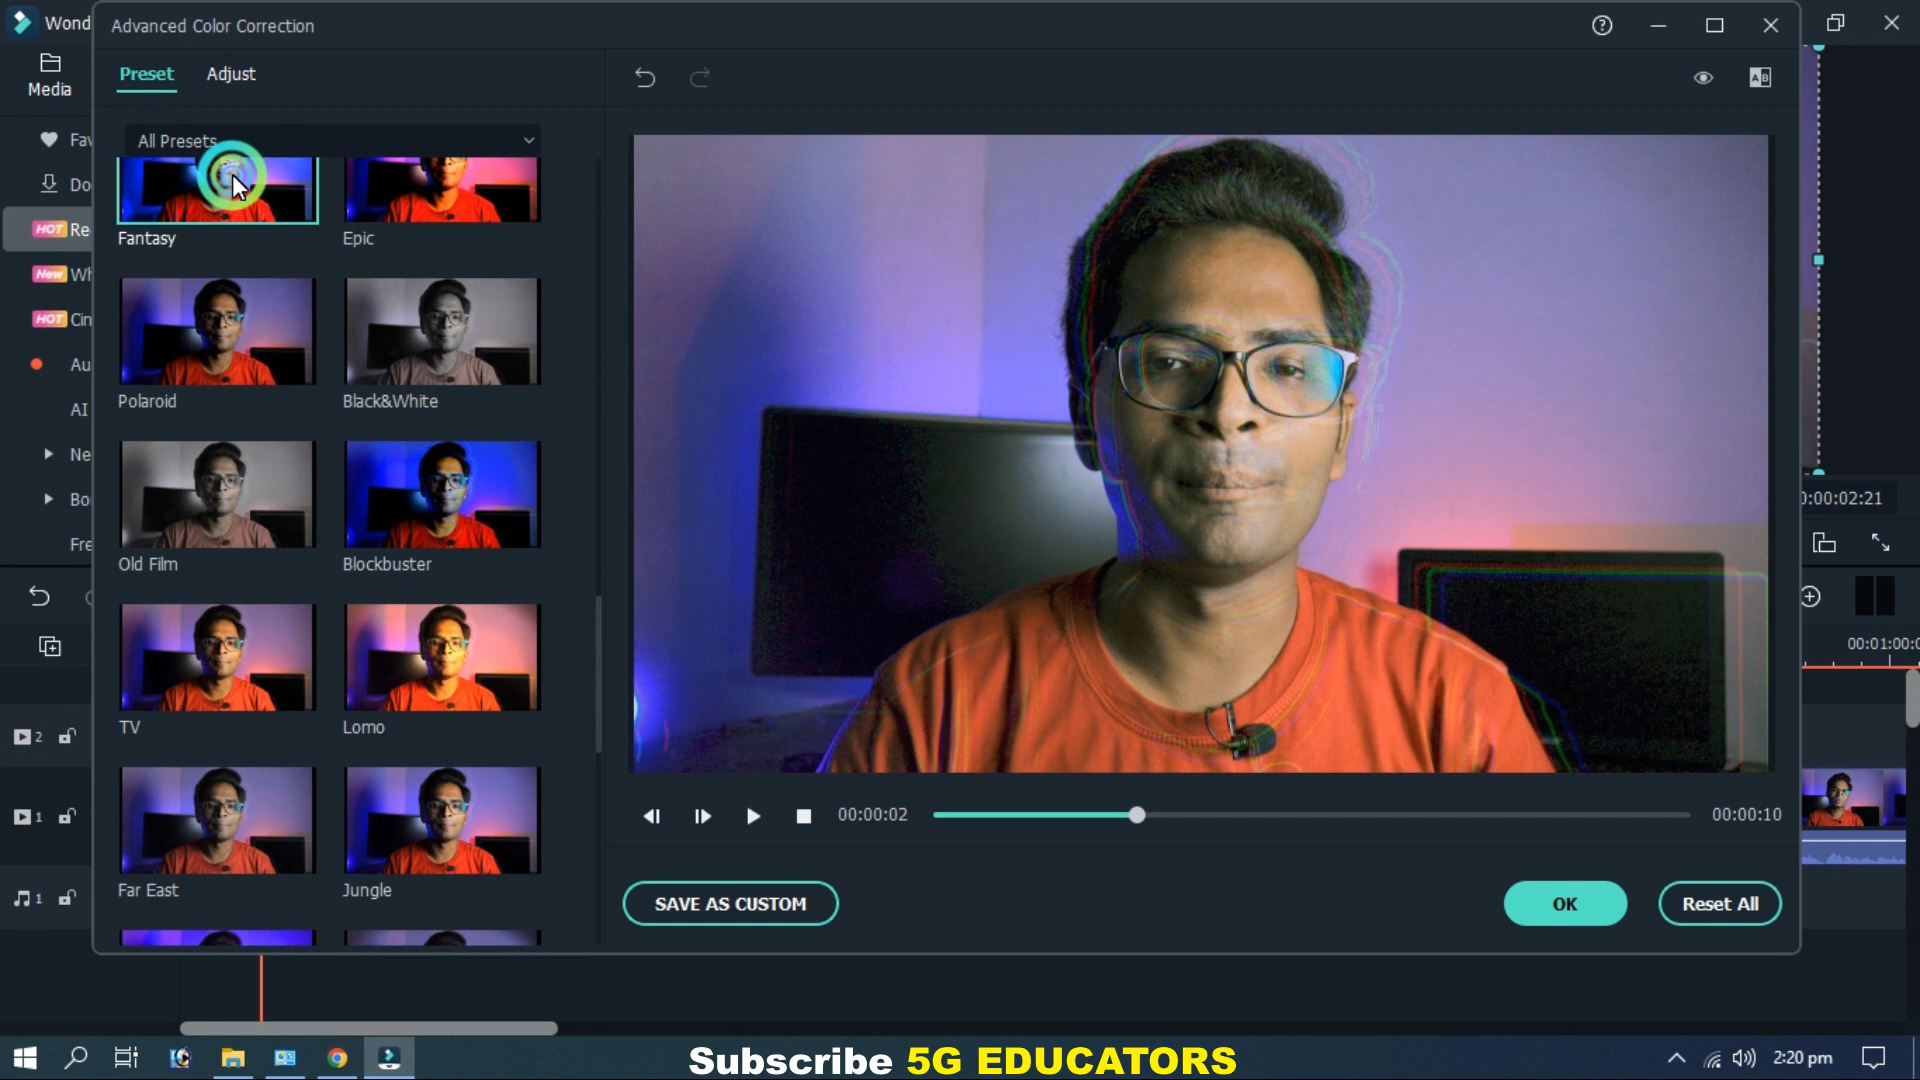 Wond
Advanced Color Correction
Media
Preset
Adjust
A B
All Presets
Fav
Do
HOT Re
New Wh
HOT Cin
Au
AI
Ne
Bo
Fre
Fantasy
Epic
Polaroid
Black&White
Old Film
Blockbuster
TV
Lomo
Far East
Jungle
:00:02:21
00:01:00:0
2
1
1
00:00:02
00:00:10
SAVE AS CUSTOM
OK
Reset All
Subscribe 5G EDUCATORS
2:20 pm